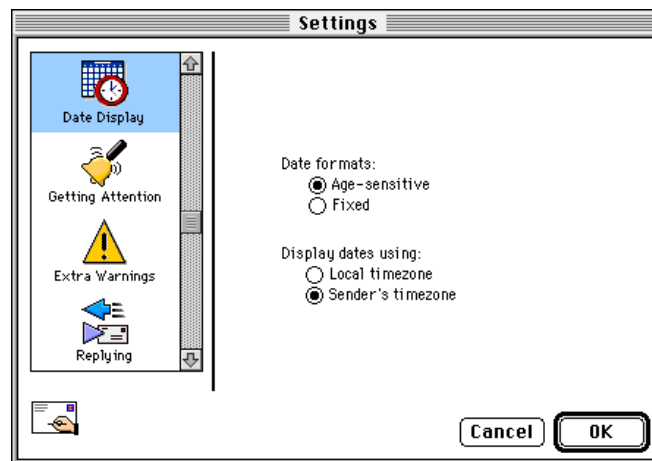 Settings
Date Display
Getting Attention
Extra Warnings
Replying
Date formats:
Age-sensitive
Fixed
Display dates using:
Local timezone
Sender's timezone
Cancel
OK